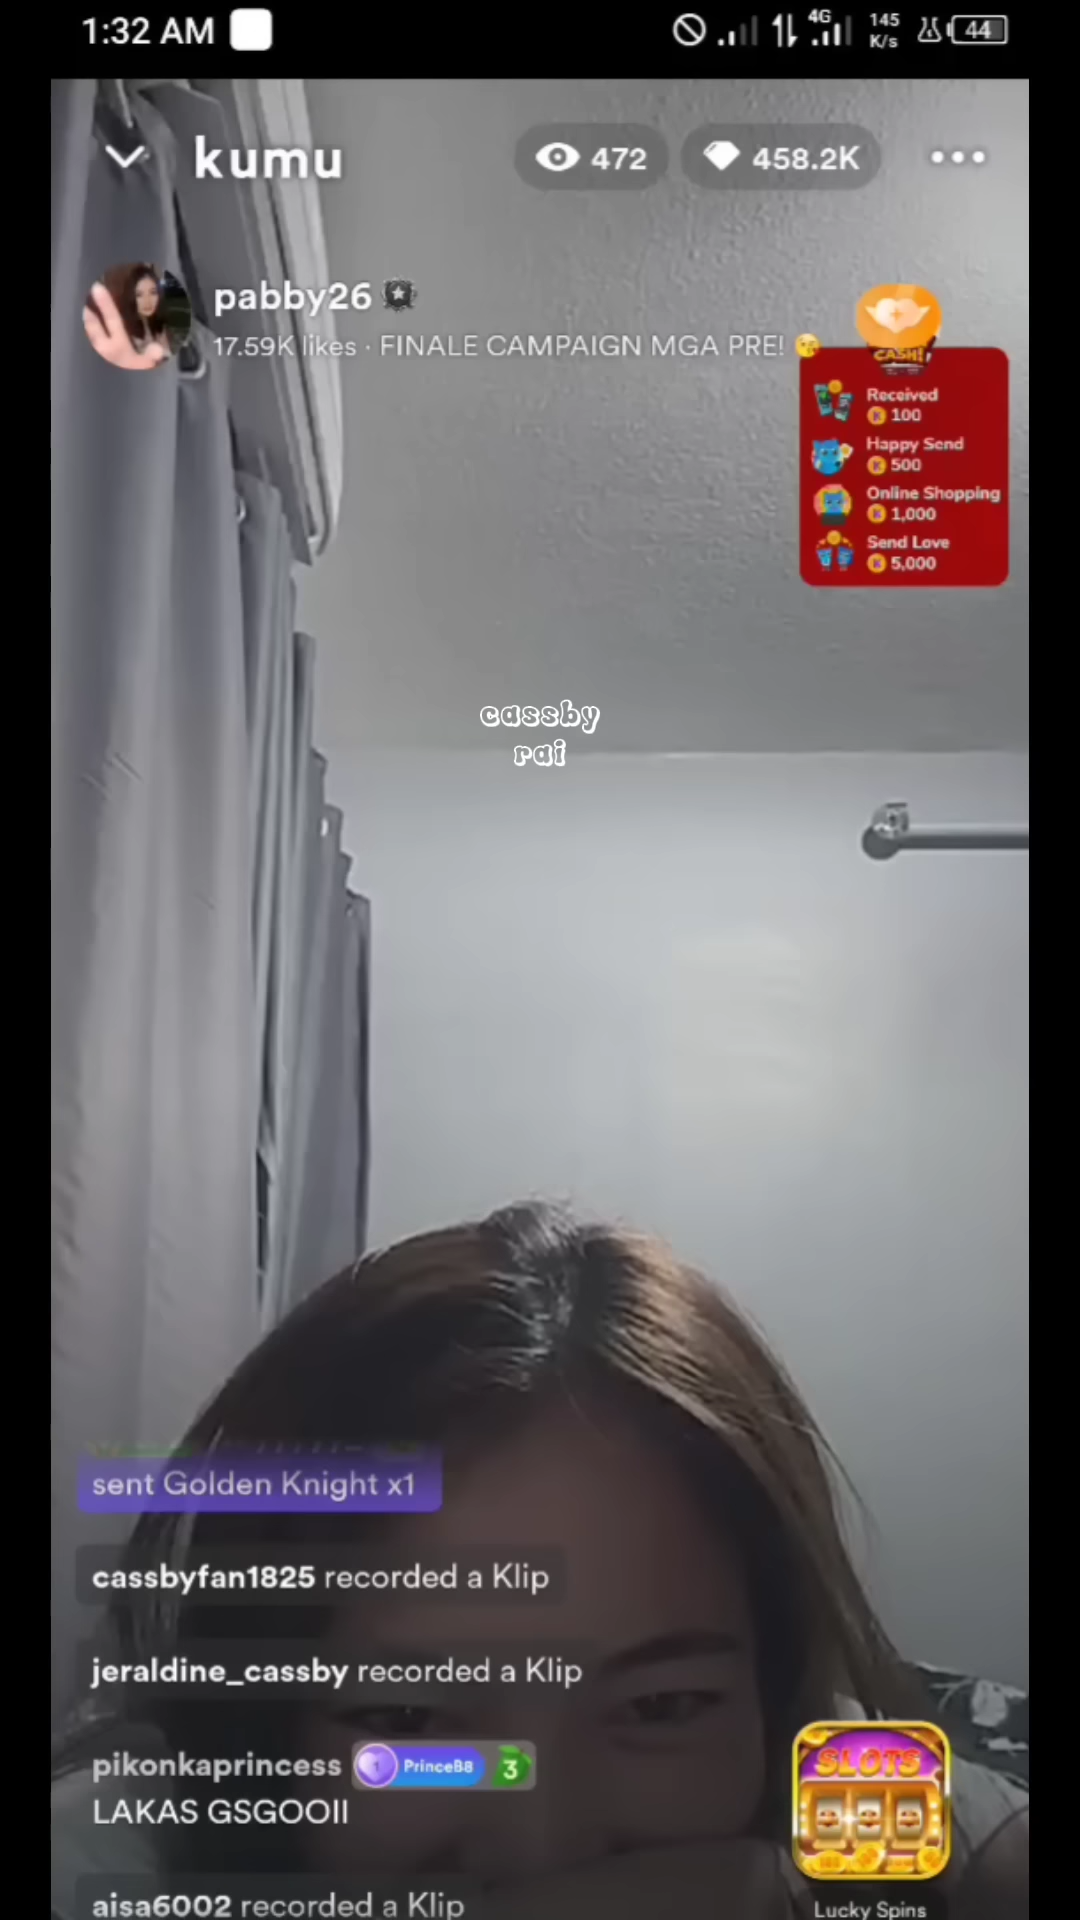 1:32 AM
4G
145
K/s
44
kumu
472
458.2K
pabby26
17.59K likes · FINALE CAMPAIGN MGA PRE! 😘
CASH!
Received
100
Happy Send
500
Online Shopping
1,000
Send Love
5,000
cassby
rai
sent Golden Knight x1
cassbyfan1825 recorded a Klip
jeraldine_cassby recorded a Klip
pikonkaprincess 1 PrinceB8 3
LAKAS GSGOOII
SLOTS
aisa6002 recorded a Klip
Lucky Spins